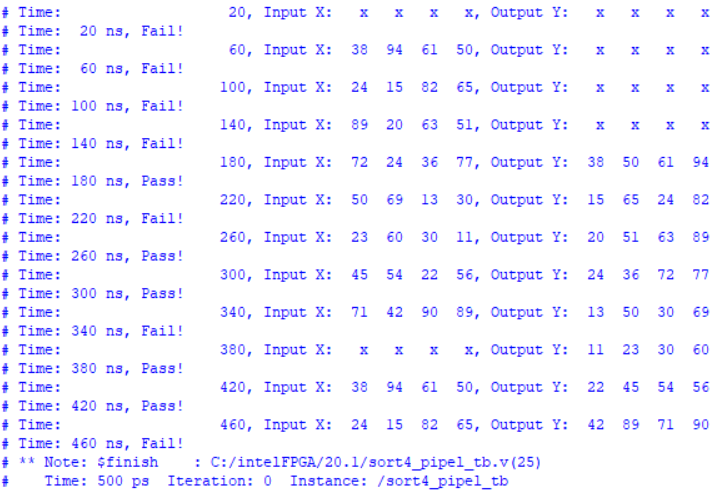 # Time:                   20, Input X:   x   x   x   x, Output Y:   x   x   x   x
# Time:  20 ns, Fail!
# Time:                   60, Input X:  38  94  61  50, Output Y:   x   x   x   x
# Time:  60 ns, Fail!
# Time:                  100, Input X:  24  15  82  65, Output Y:   x   x   x   x
# Time: 100 ns, Fail!
# Time:                  140, Input X:  89  20  63  51, Output Y:   x   x   x   x
# Time: 140 ns, Fail!
# Time:                  180, Input X:  72  24  36  77, Output Y:  38  50  61  94
# Time: 180 ns, Pass!
# Time:                  220, Input X:  50  69  13  30, Output Y:  15  65  24  82
# Time: 220 ns, Fail!
# Time:                  260, Input X:  23  60  30  11, Output Y:  20  51  63  89
# Time: 260 ns, Pass!
# Time:                  300, Input X:  45  54  22  56, Output Y:  24  36  72  77
# Time: 300 ns, Pass!
# Time:                  340, Input X:  71  42  90  89, Output Y:  13  50  30  69
# Time: 340 ns, Fail!
# Time:                  380, Input X:   x   x   x   x, Output Y:  11  23  30  60
# Time: 380 ns, Pass!
# Time:                  420, Input X:  38  94  61  50, Output Y:  22  45  54  56
# Time: 420 ns, Pass!
# Time:                  460, Input X:  24  15  82  65, Output Y:  42  89  71  90
# Time: 460 ns, Fail!
# ** Note: $finish    : C:/intelFPGA/20.1/sort4_pipel_tb.v(25)
#    Time: 500 ps  Iteration: 0  Instance: /sort4_pipel_tb